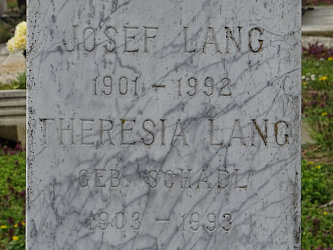 JOSEF LANG
1901 – 1992
THERESIA LANG
GEB. SCHADL
1903 – 1993